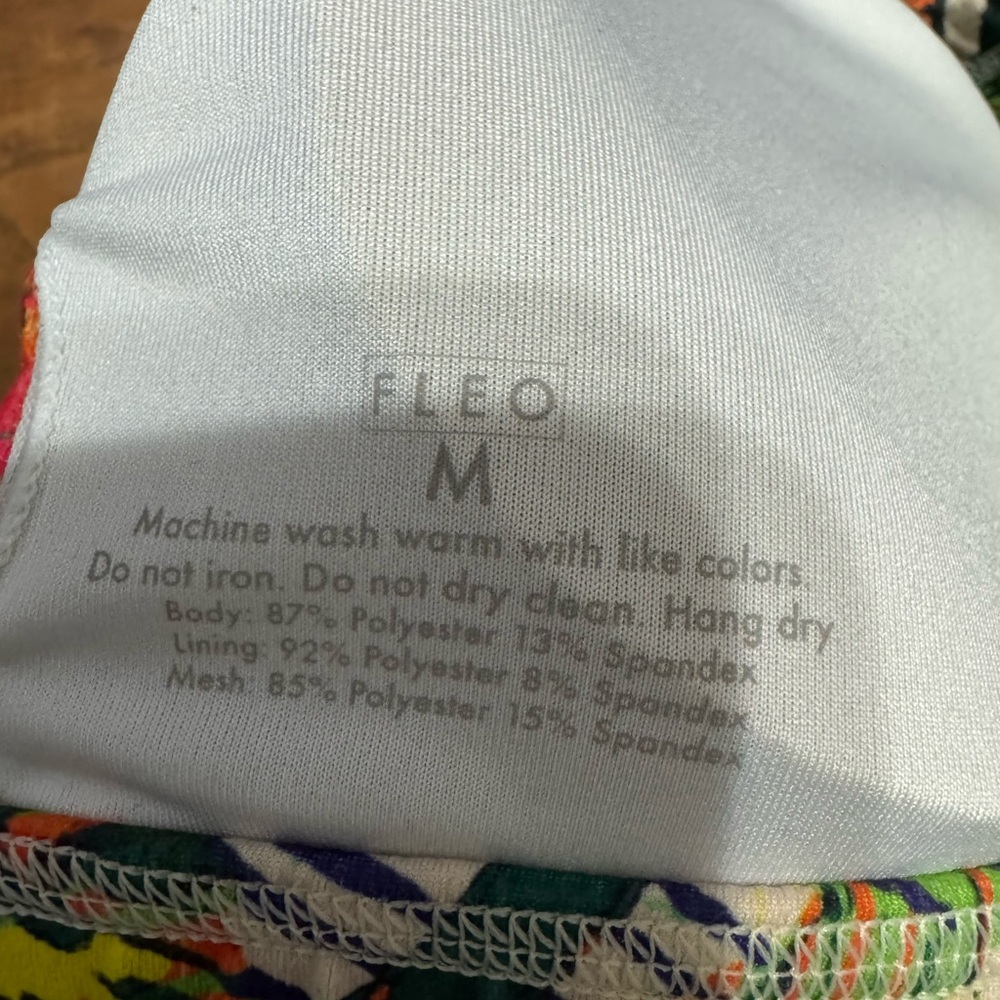 FLEO
M
Machine wash warm with like colors.
Do not iron. Do not dry clean. Hang dry
Body: 87% Polyester 13% Spandex
Lining: 92% Polyester 8% Spandex
Mesh: 85% Polyester 15% Spandex